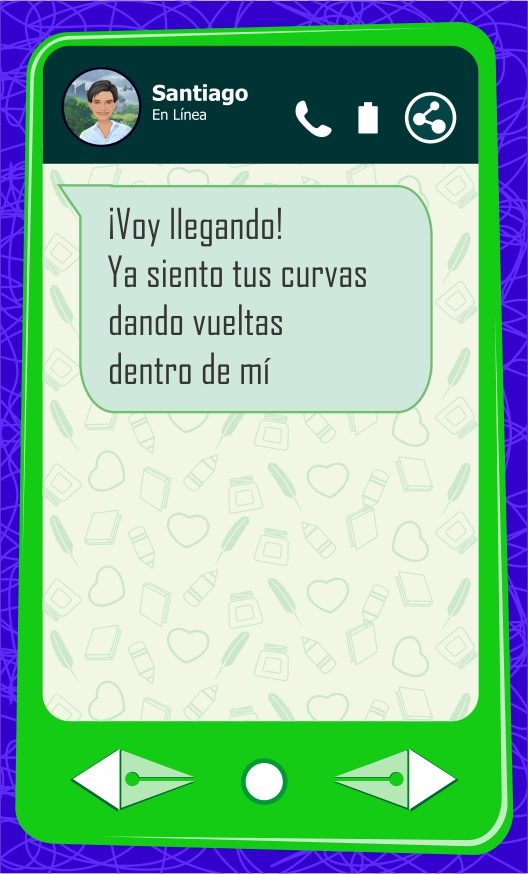 Santiago
En Línea
¡Voy llegando!
Ya siento tus curvas
dando vueltas
dentro de mí